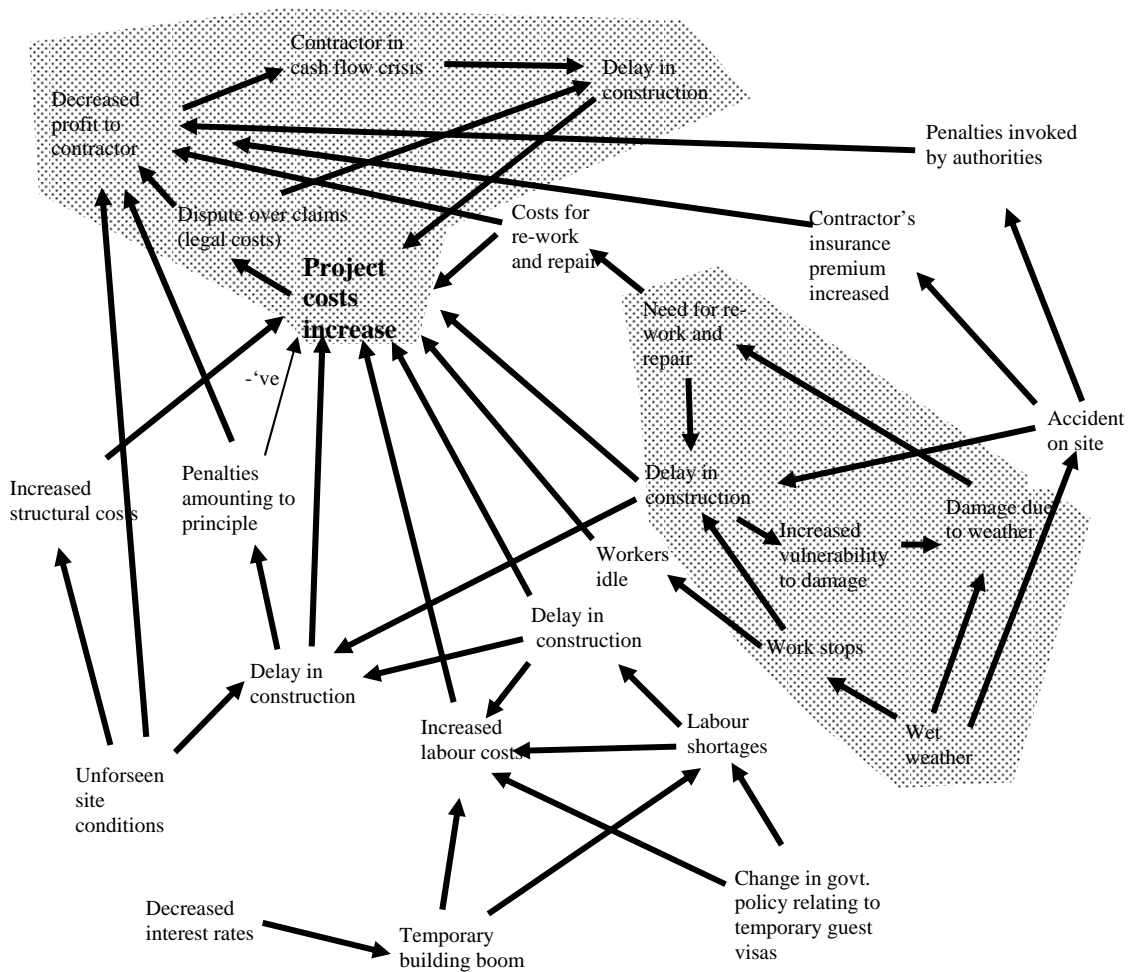 Contractor in
cash flow crisis
Delay in
construction
Decreased
profit to
contractor
Penalties invoked
by authorities
Dispute over claims
(legal costs)
Costs for
re-work
and repair
Contractor's
insurance
premium
increased
Project
costs
increase
Need for re-
work and
repair
-'ve
Accident
on site
Increased
structural costs
Penalties
amounting to
principle
Delay in
construction
Damage due
to weather
Increased
vulnerability
to damage
Workers
idle
Delay in
construction
Work stops
Delay in
construction
Increased
labour costs
Labour
shortages
Wet
weather
Unforseen
site
conditions
Change in govt.
policy relating to
temporary guest
visas
Decreased
interest rates
Temporary
building boom